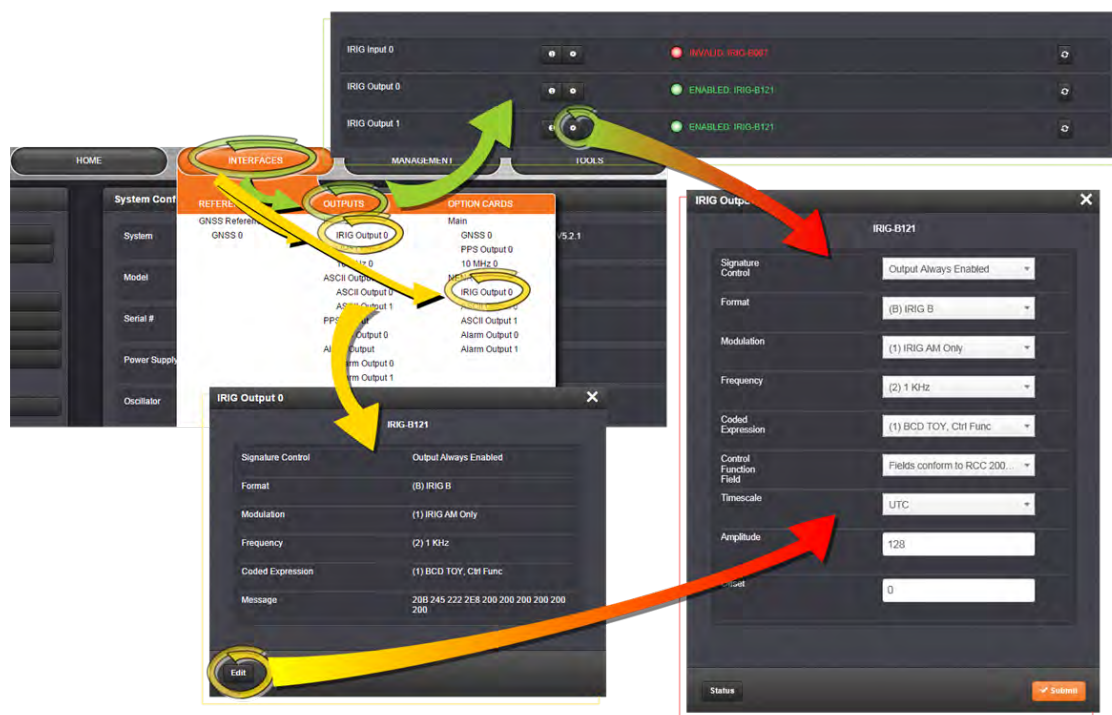 IRIG Input 0
INVALID: IRIG-B001
IRIG Output 0
ENABLED: IRIG-B121
IRIG Output 1
ENABLED: IRIG-B121
HOME
INTERFACES
MANAGEMENT
TOOLS
System Conf
System
/5.2.1
Model
Serial #
Power Supply
Oscillator
OUTPUTS
OPTION CARDS
GNSS Referen
GNSS 0
IRIG Output 0
10 MHz 0
ASCII Output
ASCII Output 0
ASCII Output 1
Output 0
Output
Output 0
Alarm Output 1
Main
GNSS 0
PPS Output 0
10 MHz 0
IRIG Output 0
ASCII Output 1
Alarm Output 0
Alarm Output 1
IRIG Output 0
IRIG-B121
Signature Control
Output Always Enabled
Format
(B) IRIG B
Modulation
(1) IRIG AM Only
Frequency
(2) 1 KHz
Coded Expression
(1) BCD TOY, Ctrl Func
Message
20B 245 222 2E8 200 200 200 200 200
200
Edit
IRIG Outpu
IRIG-B121
Signature
Control
Output Always Enabled
Format
(B) IRIG B
Modulation
(1) IRIG AM Only
Frequency
(2) 1 KHz
Coded
Expression
(1) BCD TOY, Ctrl Func
Control
Function
Field
Fields conform to RCC 200...
Timescale
UTC
Amplitude
128
0
Status
Submit